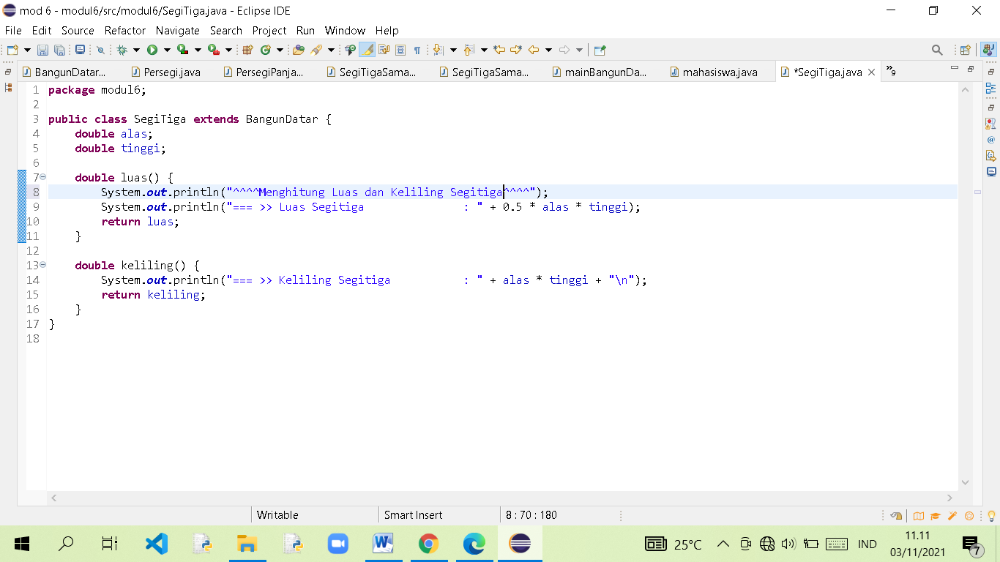 mod 6 - modul6/src/modul6/SegiTiga.java - Eclipse IDE
File Edit Source Refactor Navigate Search Project Run Window Help
BangunDatar... Persegi.java PersegiPanja... SegiTigaSama... SegiTigaSama... mainBangunDa... mahasiswa.java *SegiTiga.java »9
1 package modul6;
2
3 public class SegiTiga extends BangunDatar {
4     double alas;
5     double tinggi;
6
7     double luas() {
8         System.out.println("^^^^Menghitung Luas dan Keliling Segitiga^^^^");
9         System.out.println("=== >> Luas Segitiga               : " + 0.5 * alas * tinggi);
10         return luas;
11     }
12
13     double keliling() {
14         System.out.println("=== >> Keliling Segitiga           : " + alas * tinggi + "\n");
15         return keliling;
16     }
17 }
18
Writable Smart Insert 8 : 70 : 180
25°C IND 11.11
03/11/2021 7